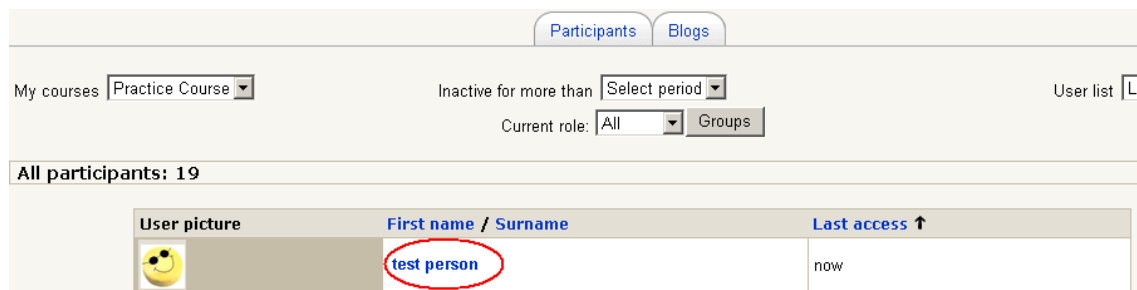 Participants Blogs
My courses Practice Course Inactive for more than Select period User list L
Current role: All Groups
All participants: 19
User picture First name / Surname Last access ↑
test person now